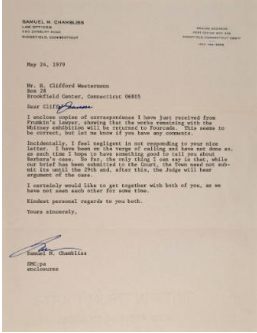 SAMUEL N. CHAMBLISS
LAW OFFICES
RIDGEFIELD, CONNECTICUT
May 24, 1979
Mr. H. Clifford Westermann
Box 28
Brookfield Center, Connecticut 06805
Dear Cliff
I enclose copies of correspondence I have just received from
Frumkin's lawyer, showing that the works remaining with the
Whitney exhibition will be returned to Fourcade. This seems to
be correct, but let me know if you have any comments.
Incidentally, I feel negligent in not responding to your nice
letter. I have been on the verge of calling and have not done so,
as each time I hope to have something good to tell you about
Barbara's case. So far, the only thing I can say is that, while
our brief has been submitted to the Court, the Town need not sub-
mit its until the 29th and, after this, the Judge will hear
argument of the case.
I certainly would like to get together with both of you, as we
have not seen each other for some time.
Kindest personal regards to you both.
Yours sincerely,
Samuel N. Chambliss
SNC:pa
enclosures